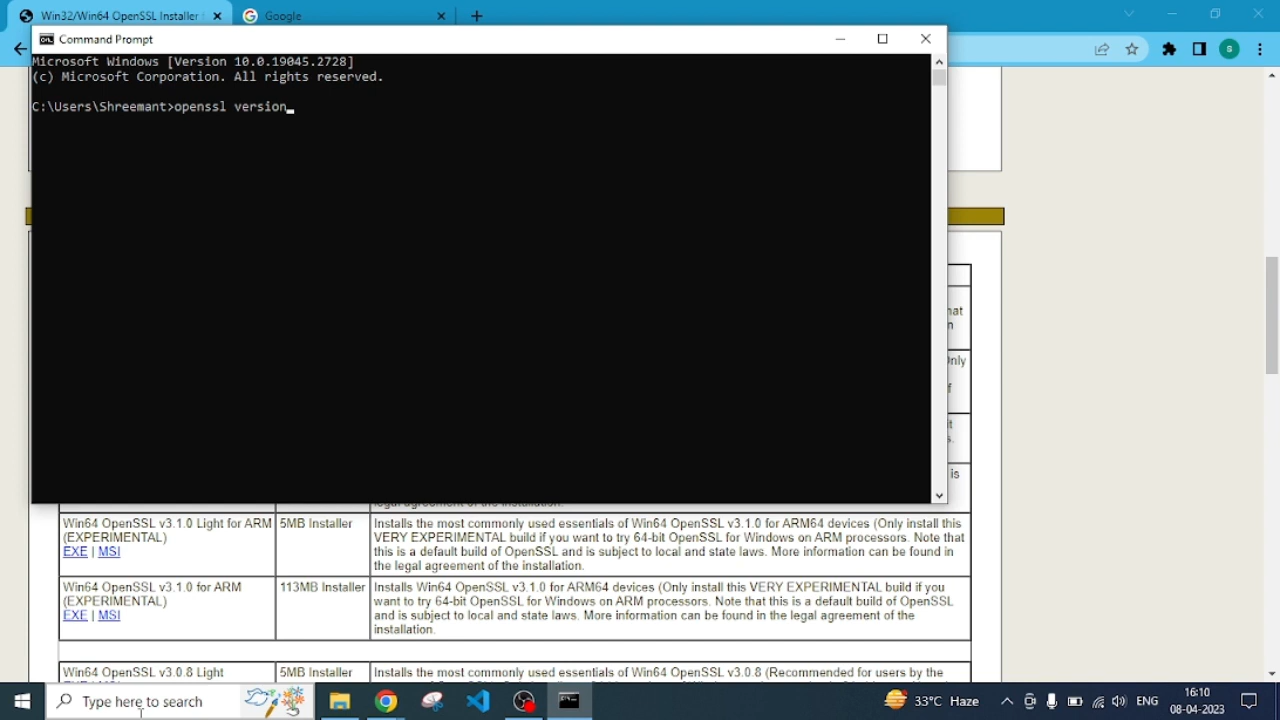 Win32/Win64 OpenSSL Installer
Google
Command Prompt
Microsoft Windows [Version 10.0.19045.2728]
(c) Microsoft Corporation. All rights reserved.
C:\Users\Shreemant>openssl version
S
is
Win64 OpenSSL v3.1.0 Light for ARM
(EXPERIMENTAL)
EXE | MSI
5MB Installer
Installs the most commonly used essentials of Win64 OpenSSL v3.1.0 for ARM64 devices (Only install this
VERY EXPERIMENTAL build if you want to try 64-bit OpenSSL for Windows on ARM processors. Note that
this is a default build of OpenSSL and is subject to local and state laws. More information can be found in
the legal agreement of the installation.
Win64 OpenSSL v3.1.0 for ARM
(EXPERIMENTAL)
EXE | MSI
113MB Installer
Installs Win64 OpenSSL v3.1.0 for ARM64 devices (Only install this VERY EXPERIMENTAL build if you
want to try 64-bit OpenSSL for Windows on ARM processors. Note that this is a default build of OpenSSL
and is subject to local and state laws. More information can be found in the legal agreement of the
installation.
Win64 OpenSSL v3.0.8 Light
5MB Installer
Installs the most commonly used essentials of Win64 OpenSSL v3.0.8 (Recommended for users by the
Type here to search
33°C Haze
ENG
16:10
08-04-2023